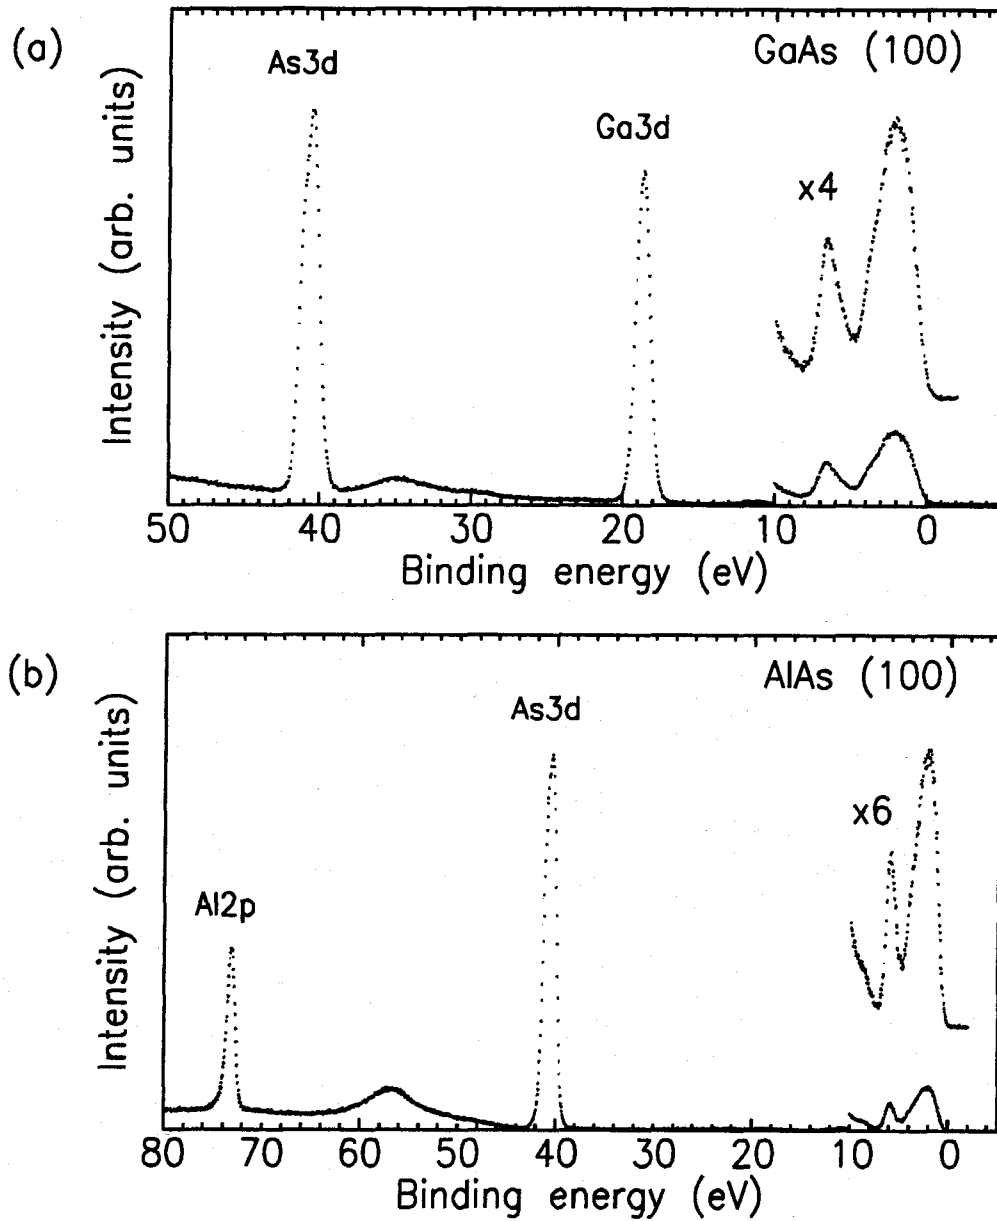 (a)
GaAs (100)
As3d
Ga3d
x4
Intensity (arb. units)
50 40 30 20 10 0
Binding energy (eV)
(b)
AlAs (100)
As3d
x6
Al2p
Intensity (arb. units)
80 70 60 50 40 30 20 10 0
Binding energy (eV)